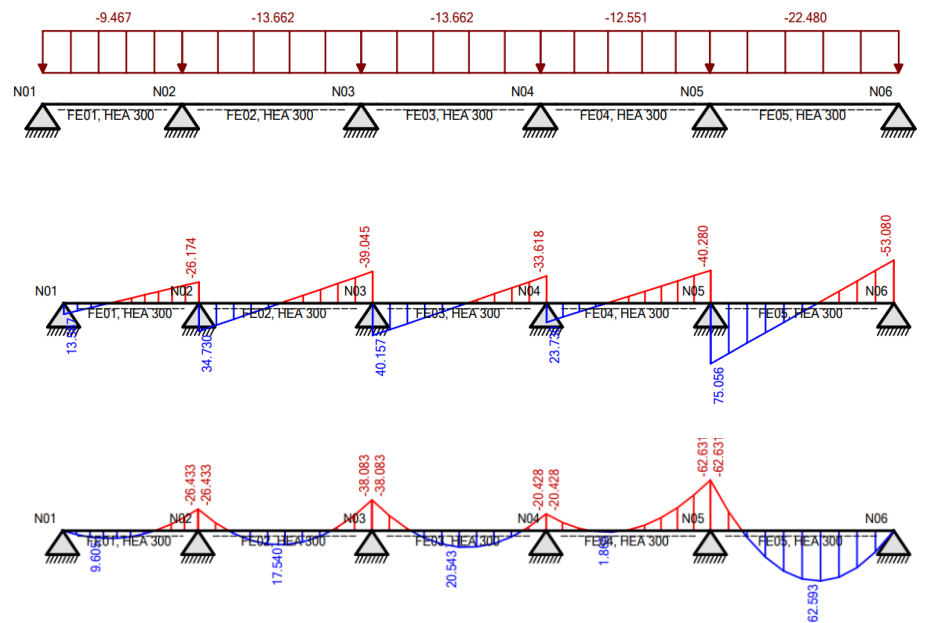 -9.467 -13.662 -13.662 -12.551 -22.480
N01 N02 N03 N04 N05 N06
FE01, HEA 300 FE02, HEA 300 FE03, HEA 300 FE04, HEA 300 FE05, HEA 300
-26.174 -39.045 -33.618 -40.280 -53.080
N01 N02 N03 N04 N05 N06
FE01, HEA 300 FE02, HEA 300 FE03, HEA 300 FE04, HEA 300 FE05, HEA 300
34.730 40.157 75.056
-26.433 -26.433 -38.083 -38.083 -20.428 -20.428 -62.631 -62.631
N01 N02 N03 N04 N05 N06
FE01, HEA 300 FE02, HEA 300 FE03, HEA 300 FE04, HEA 300 FE05, HEA 300
9.605 17.540 20.543 62.593